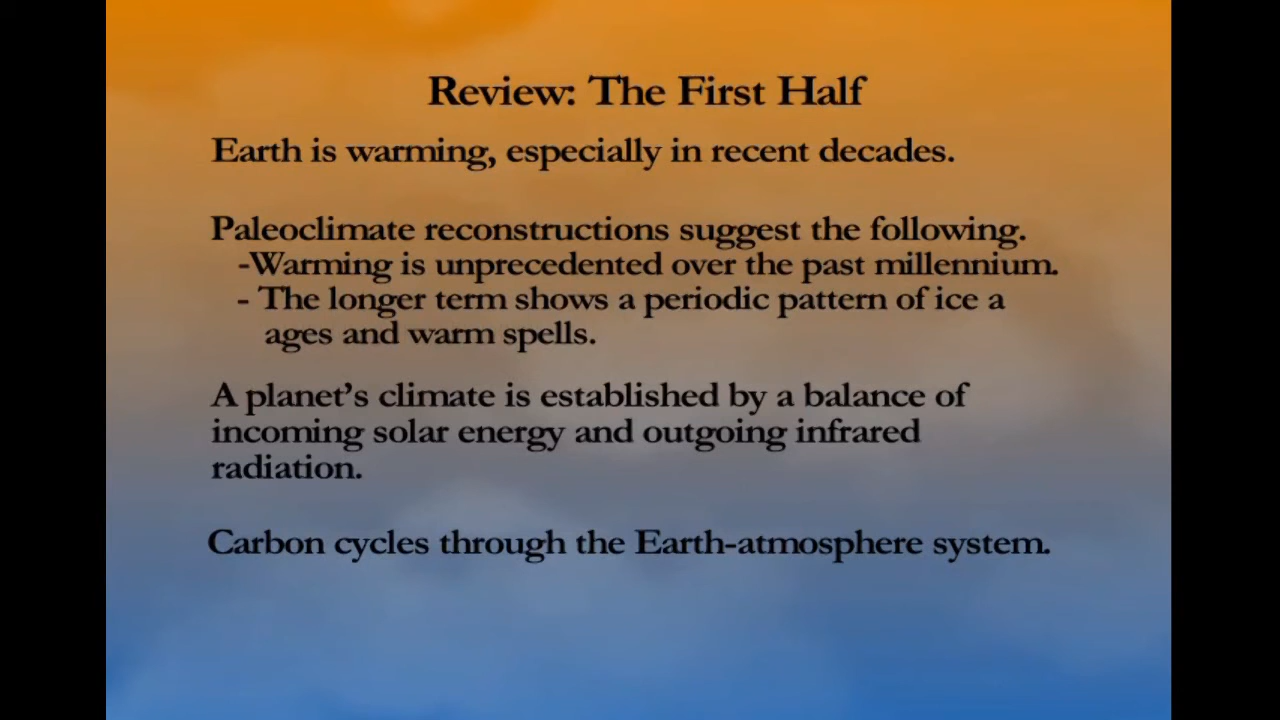 Review: The First Half
Earth is warming, especially in recent decades.
Paleoclimate reconstructions suggest the following.
-Warming is unprecedented over the past millennium.
- The longer term shows a periodic pattern of ice a
ages and warm spells.
A planet’s climate is established by a balance of
incoming solar energy and outgoing infrared
radiation.
Carbon cycles through the Earth-atmosphere system.